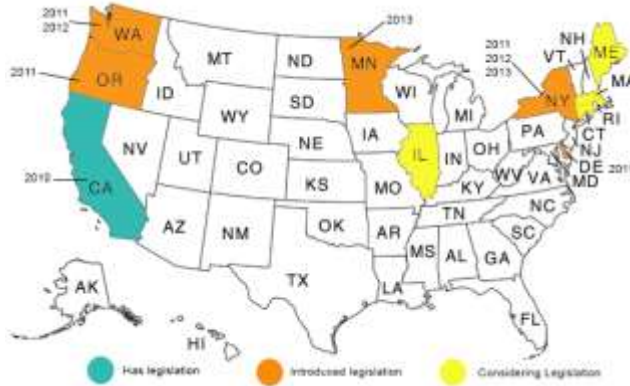 2011
2012
WA
2011
OR
MT
ND
2013
MN
ID
WY
SD
WI
MI
2011
2012
2013
VT
NH
ME
MA
NY
RI
CT
NJ
DE
MD
PA
NV
UT
CO
NE
IA
IL
IN
OH
WV
VA
KY
KS
MO
CA
AZ
NM
OK
AR
TN
NC
SC
TX
LA
MS
AL
GA
FL
AK
HI
Has legislation
Introduced legislation
Considering Legislation